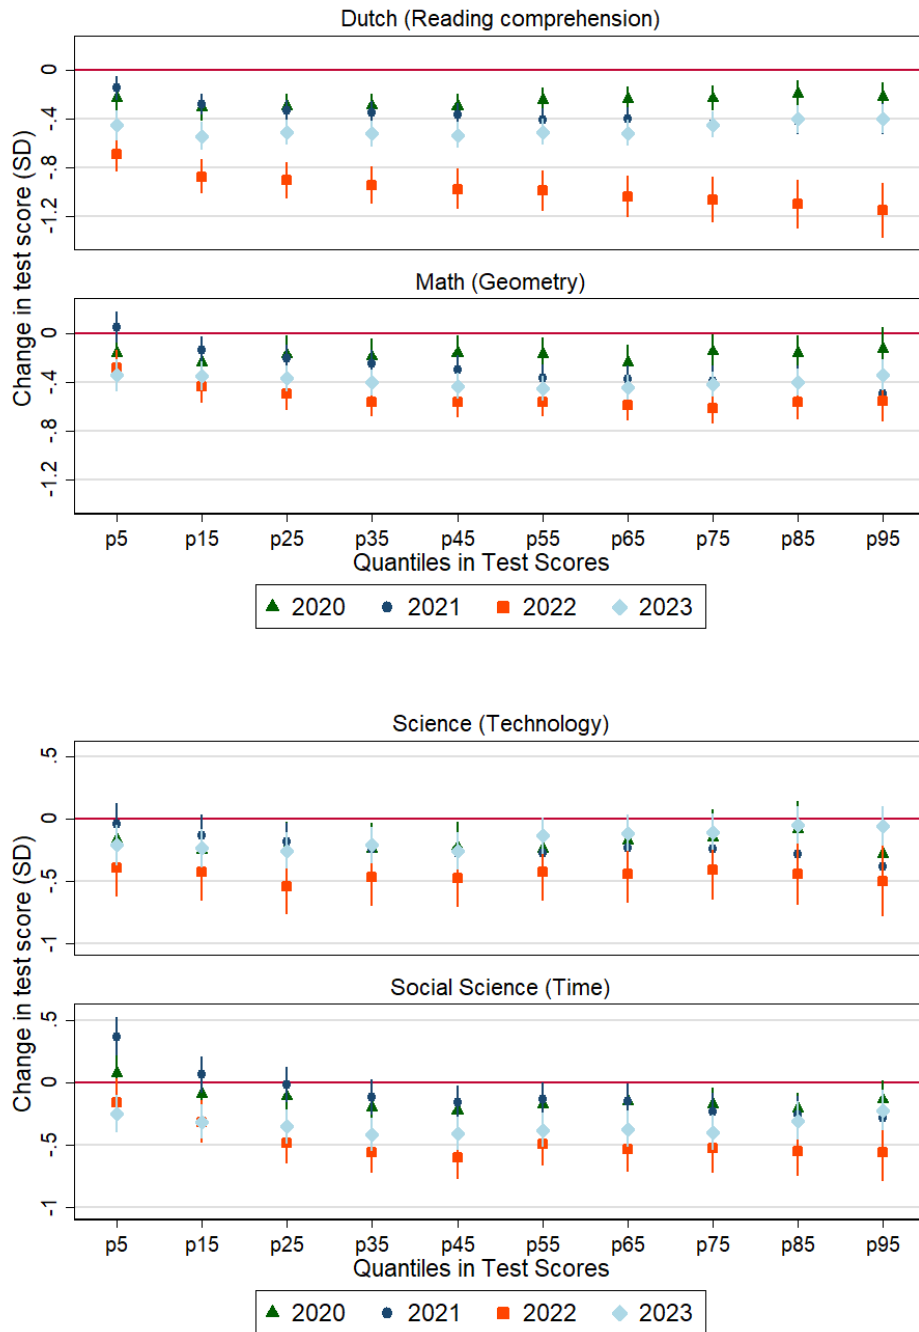 Dutch (Reading comprehension)
0
-.4
-.8
-1.2
Change in test score (SD)
Math (Geometry)
0
-.4
-.8
-1.2
p5 p15 p25 p35 p45 p55 p65 p75 p85 p95
Quantiles in Test Scores
2020 2021 2022 2023
Science (Technology)
.5
0
-.5
-1
Change in test score (SD)
Social Science (Time)
.5
0
-.5
-1
p5 p15 p25 p35 p45 p55 p65 p75 p85 p95
Quantiles in Test Scores
2020 2021 2022 2023